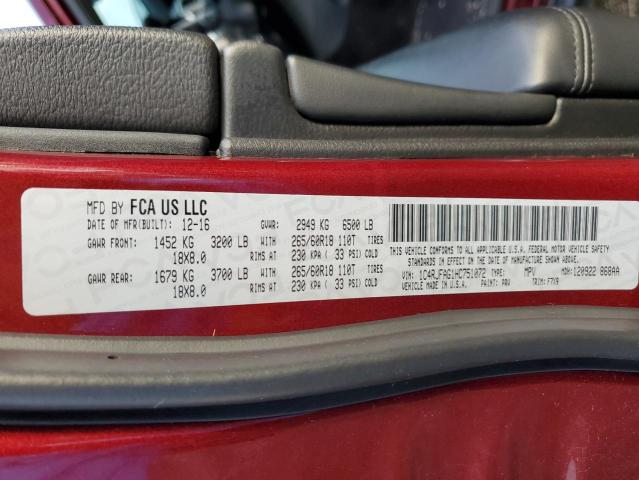 MFD BY FCA US LLC
DATE OF MFR(BUILT): 12-16 GVWR: 2949 KG 6500 LB
GAWR FRONT: 1452 KG 3200 LB WITH 265/60R18 110T TIRES
18X8.0 RIMS AT 230 KPA ( 33 PSI) COLD
GAWR REAR: 1679 KG 3700 LB WITH 265/60R18 110T TIRES
18X8.0 RIMS AT 230 KPA ( 33 PSI) COLD
THIS VEHICLE CONFORMS TO ALL APPLICABLE U.S.A. FEDERAL MOTOR VEHICLE SAFETY
STANDARDS IN EFFECT ON THE DATE OF MANUFACTURE SHOWN ABOVE.
VIN: 1C4RJFAG1HC751072 TYPE: MPV MDH: 120922 868AA
VEHICLE MADE IN U.S.A. PAINT: PRV TRIM: F7X9